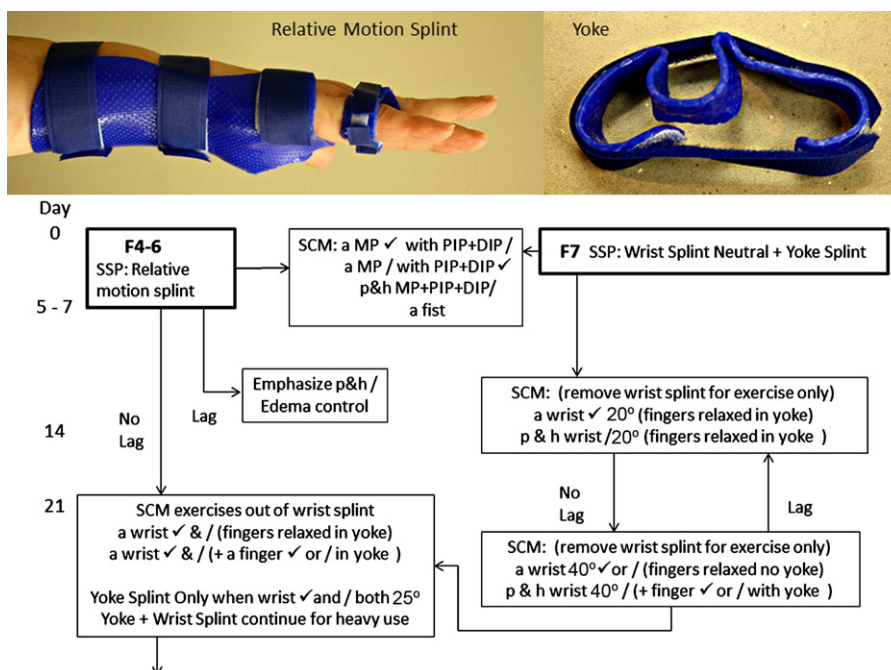 Relative Motion Splint
Yoke
Day
0
5 - 7
14
21
F4-6
SSP: Relative
motion splint
SCM: a MP ✓ with PIP+DIP /
a MP / with PIP+DIP ✓
p&h MP+PIP+DIP/
a fist
F7 SSP: Wrist Splint Neutral + Yoke Splint
No
Lag
Lag
Emphasize p&h /
Edema control
SCM: (remove wrist splint for exercise only)
a wrist ✓ 20° (fingers relaxed in yoke)
p & h wrist /20° (fingers relaxed in yoke )
No
Lag
Lag
SCM: (remove wrist splint for exercise only)
a wrist 40° ✓ or / (fingers relaxed no yoke)
p & h wrist 40° / (+ finger ✓ or / with yoke )
SCM exercises out of wrist splint
a wrist ✓ & / (fingers relaxed in yoke)
a wrist ✓ & / (+ a finger ✓ or / in yoke )
Yoke Splint Only when wrist ✓ and / both 25°
Yoke + Wrist Splint continue for heavy use